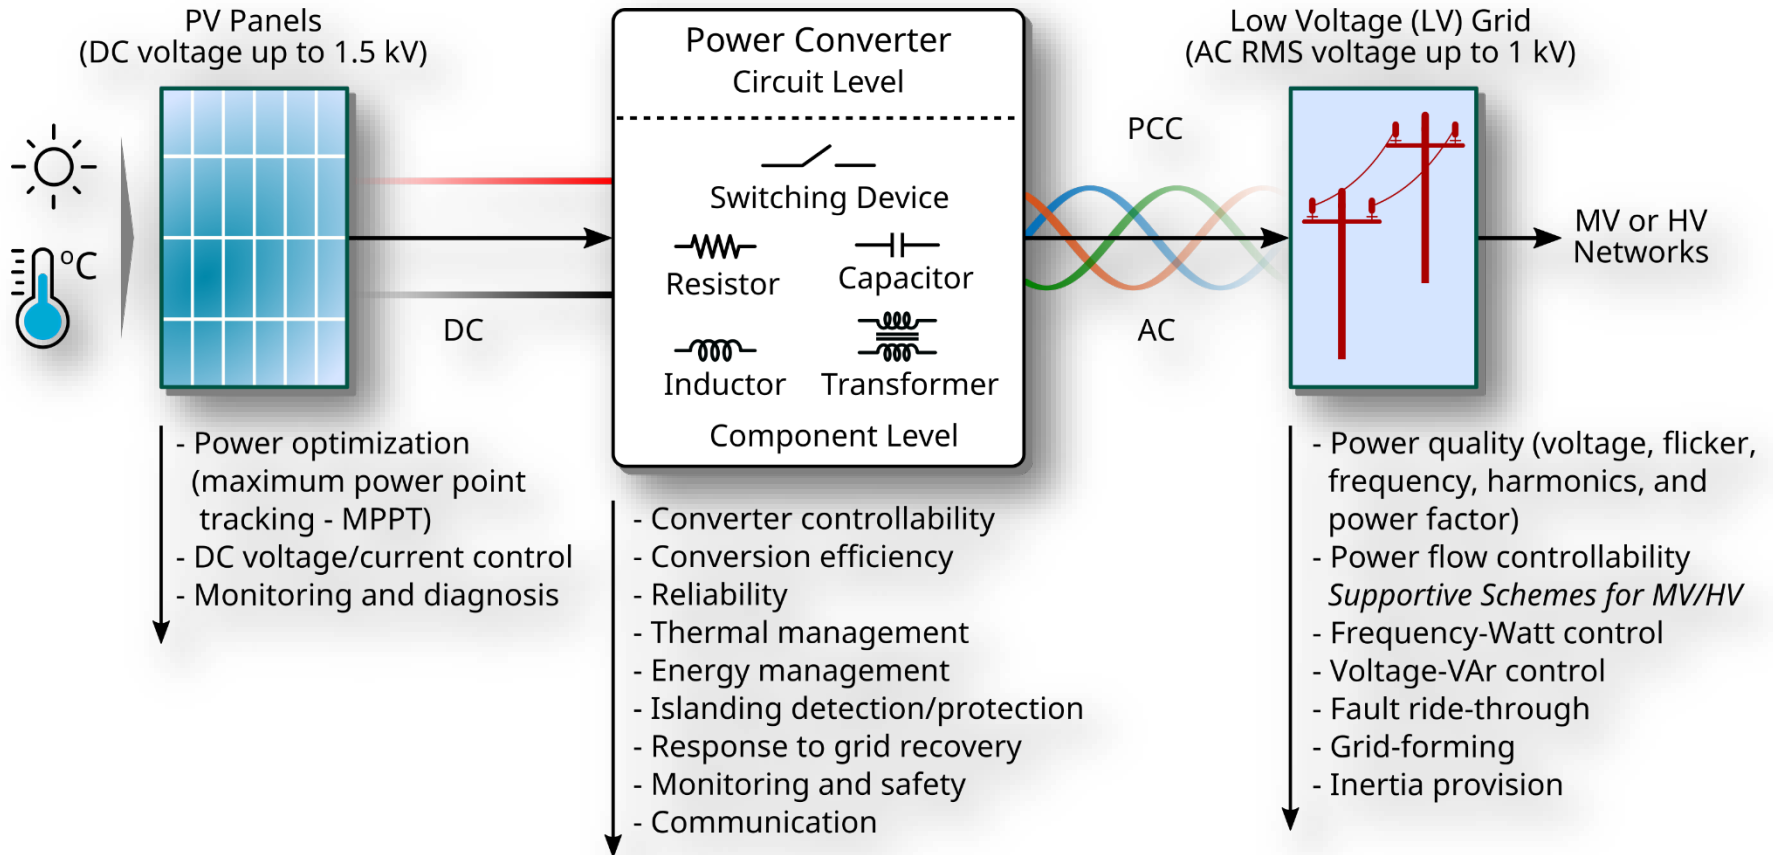 PV Panels
(DC voltage up to 1.5 kV)
ºC
DC
- Power optimization
(maximum power point
tracking - MPPT)
- DC voltage/current control
- Monitoring and diagnosis
Power Converter
Circuit Level
Switching Device
Resistor
Capacitor
Inductor
Transformer
Component Level
- Converter controllability
- Conversion efficiency
- Reliability
- Thermal management
- Energy management
- Islanding detection/protection
- Response to grid recovery
- Monitoring and safety
- Communication
PCC
AC
Low Voltage (LV) Grid
(AC RMS voltage up to 1 kV)
MV or HV
Networks
- Power quality (voltage, flicker,
frequency, harmonics, and
power factor)
- Power flow controllability
Supportive Schemes for MV/HV
- Frequency-Watt control
- Voltage-VAr control
- Fault ride-through
- Grid-forming
- Inertia provision